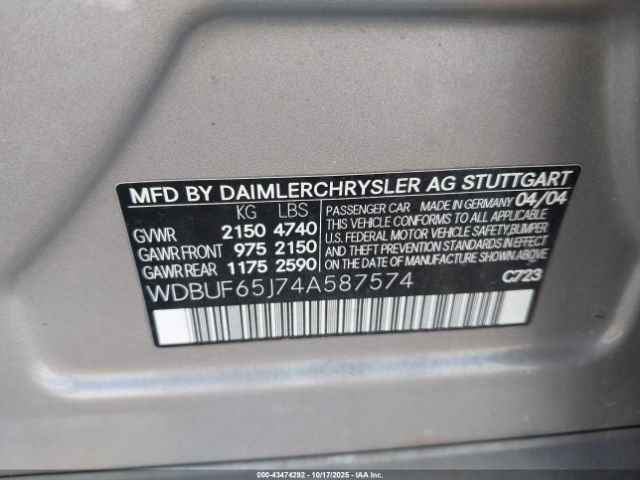 MFD BY DAIMLERCHRYSLER AG STUTTGART
KG LBS
GVWR 2150 4740
GAWR FRONT 975 2150
GAWR REAR 1175 2590
PASSENGER CAR MADE IN GERMANY 04/04
THIS VEHICLE CONFORMS TO ALL APPLICABLE
U.S. FEDERAL MOTOR VEHICLE SAFETY,BUMPER
AND THEFT PREVENTION STANDARDS IN EFFECT
ON THE DATE OF MANUFACTURE SHOWN ABOVE.
WDBUF65J74A587574
C723
000-43474292 - 10/17/2025 - IAAI.COM